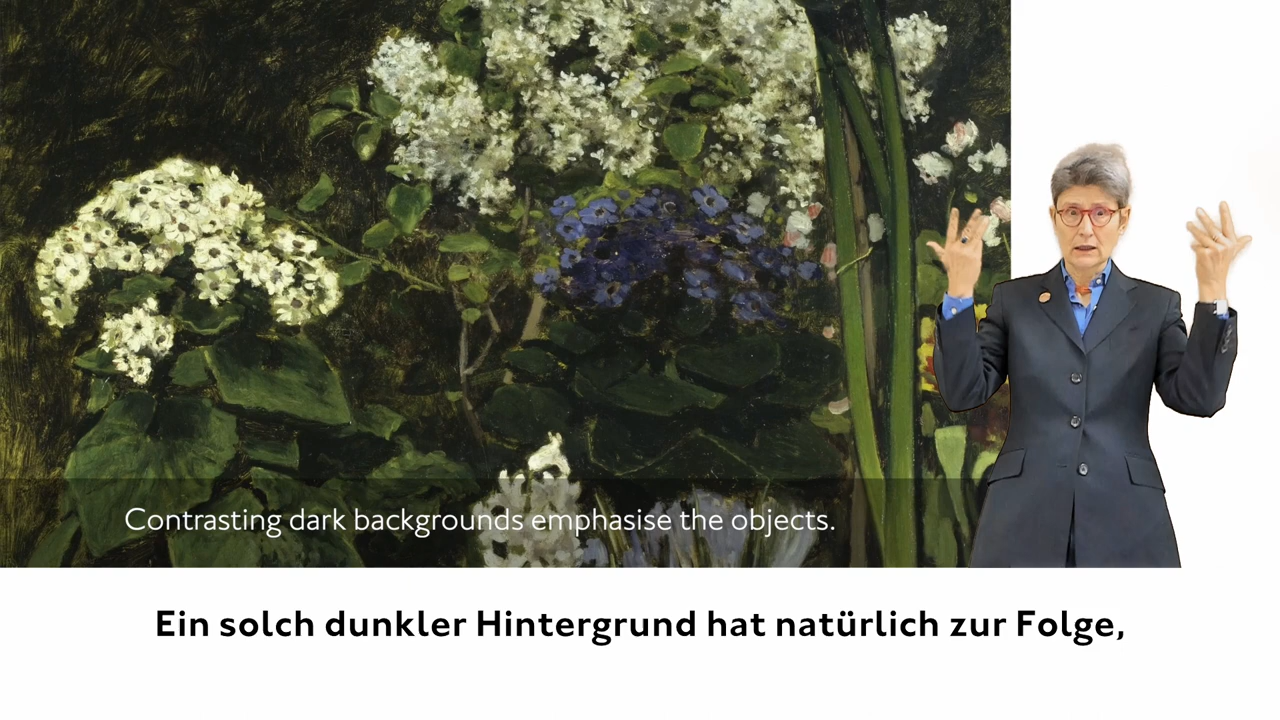 Contrasting dark backgrounds emphasise the objects.
Ein solch dunkler Hintergrund hat natürlich zur Folge,